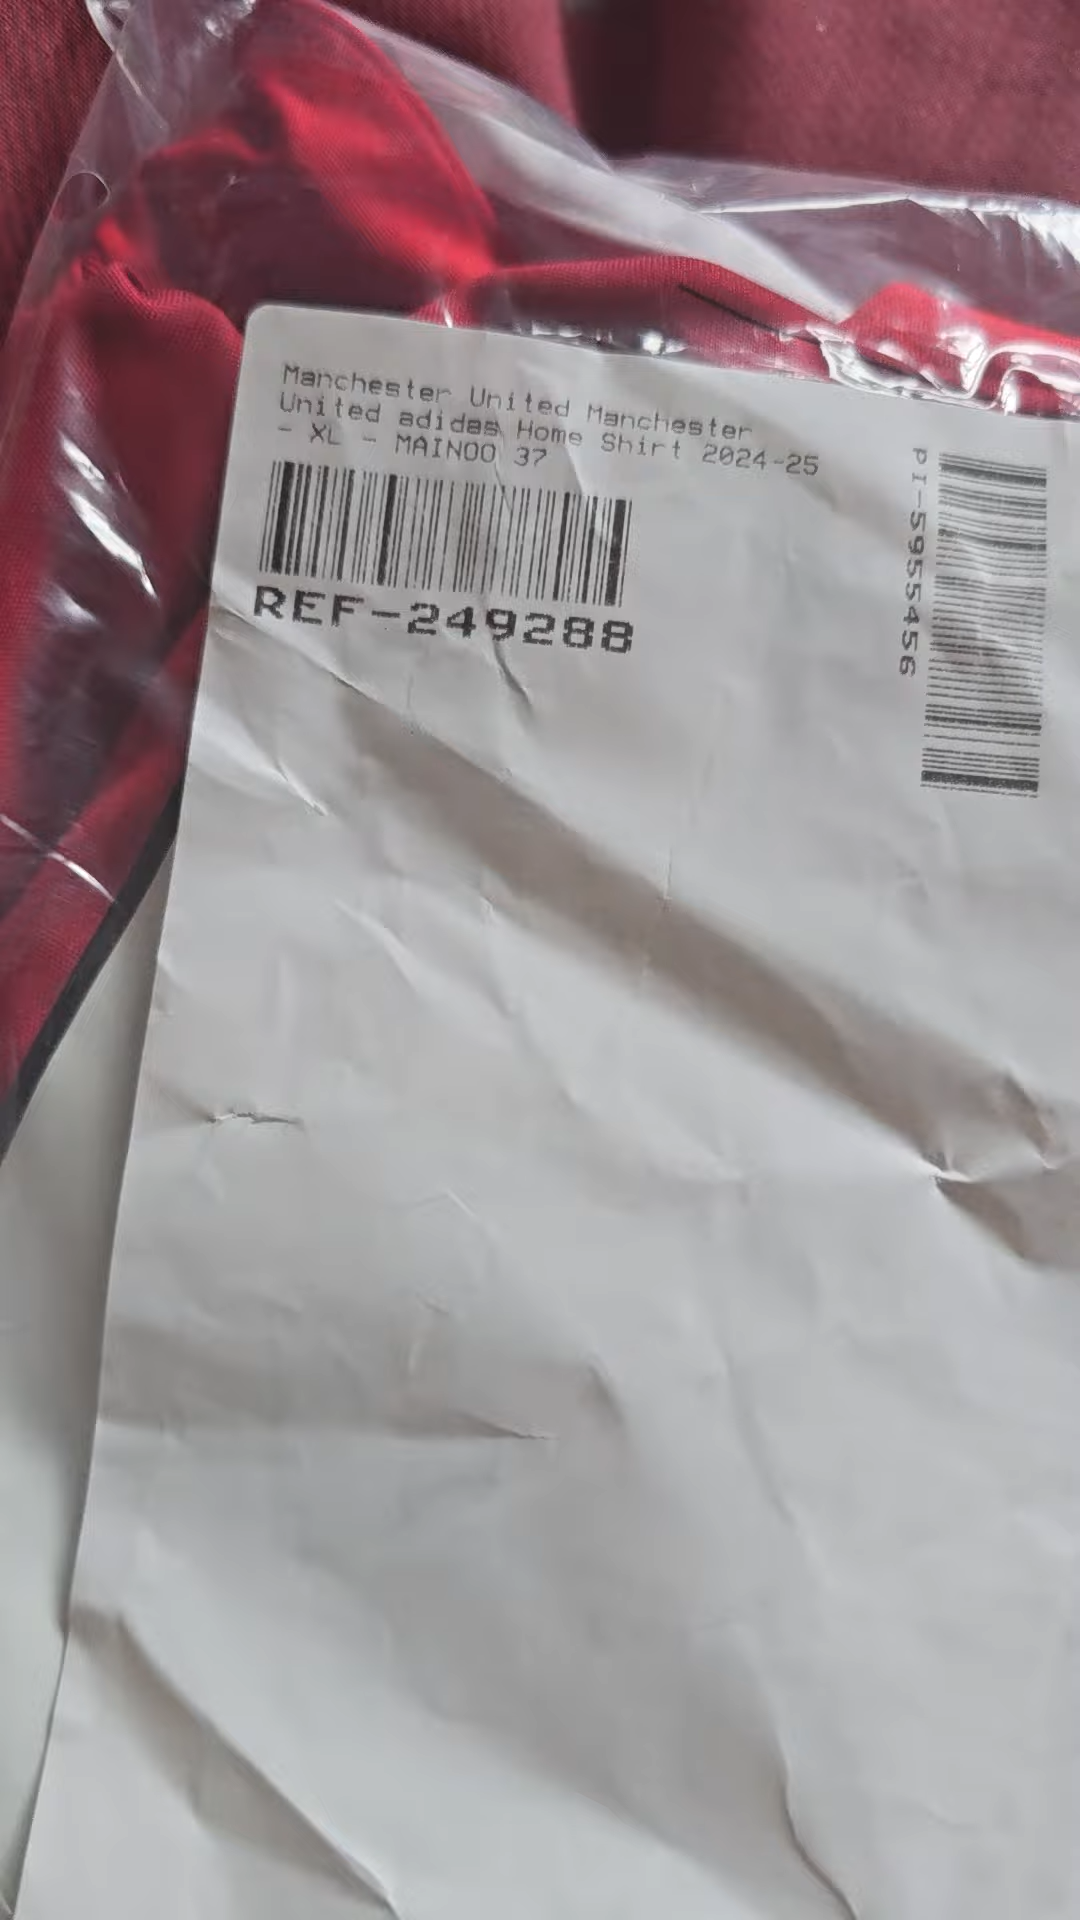 Manchester United Manchester
United adidas Home Shirt 2024-25
- XL - MAINOO 37
REF-249288
PI-5955456